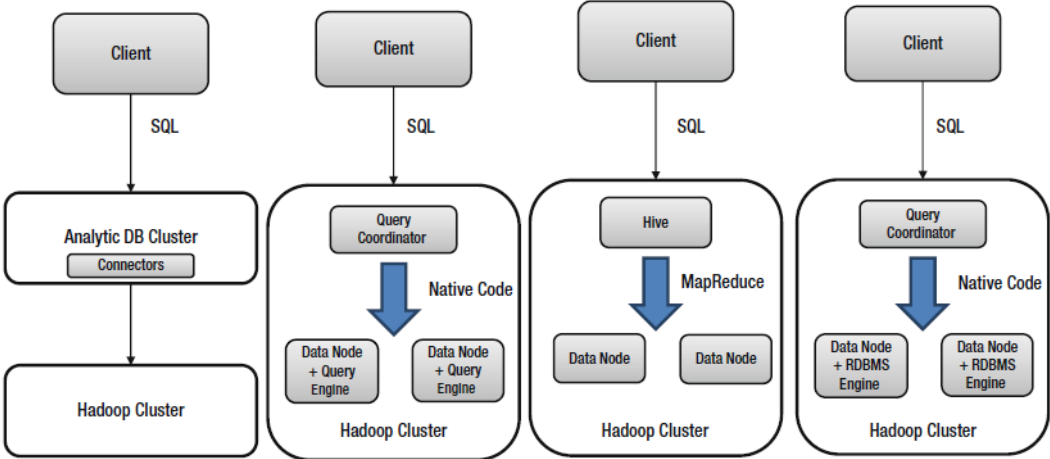 Client
SQL
Analytic DB Cluster
Connectors
Hadoop Cluster
Client
SQL
Query
Coordinator
Native Code
Data Node
+ Query
Engine
Data Node
+ Query
Engine
Hadoop Cluster
Client
SQL
Hive
MapReduce
Data Node
Data Node
Hadoop Cluster
Client
SQL
Query
Coordinator
Native Code
Data Node
+ RDBMS
Engine
Data Node
+ RDBMS
Engine
Hadoop Cluster